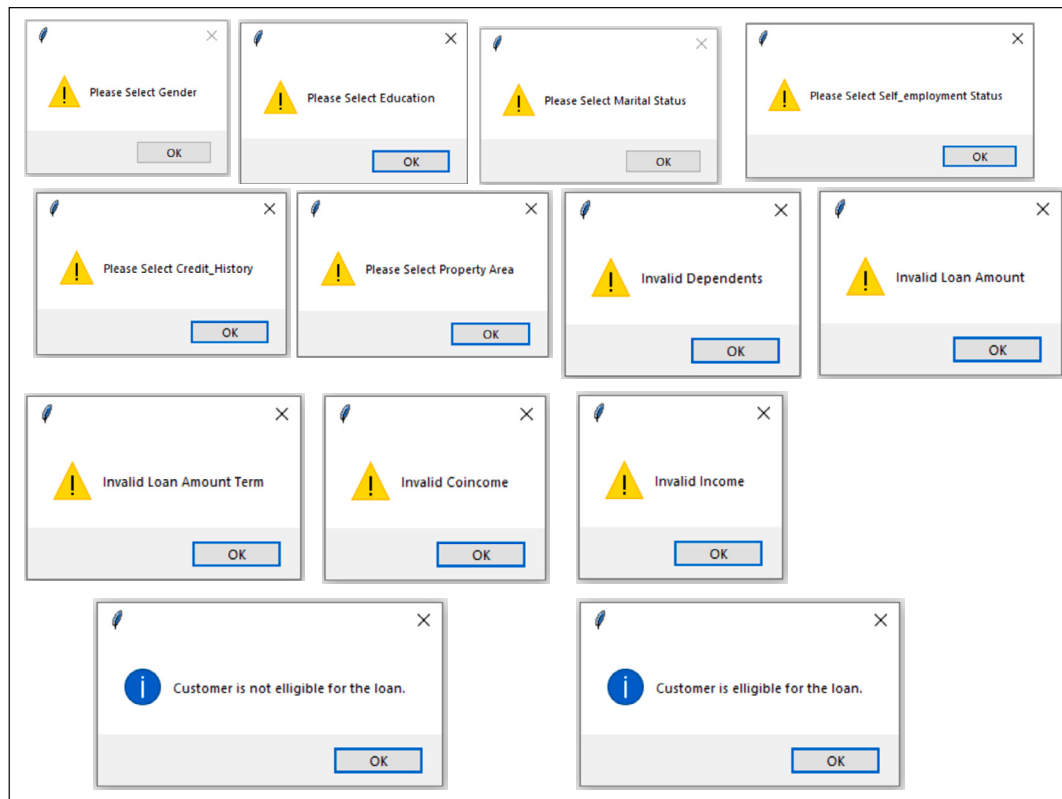 Please Select Gender
OK
Please Select Education
OK
Please Select Marital Status
OK
Please Select Self_employment Status
OK
Please Select Credit_History
OK
Please Select Property Area
OK
Invalid Dependents
OK
Invalid Loan Amount
OK
Invalid Loan Amount Term
OK
Invalid Coincome
OK
Invalid Income
OK
Customer is not elligible for the loan.
OK
Customer is elligible for the loan.
OK